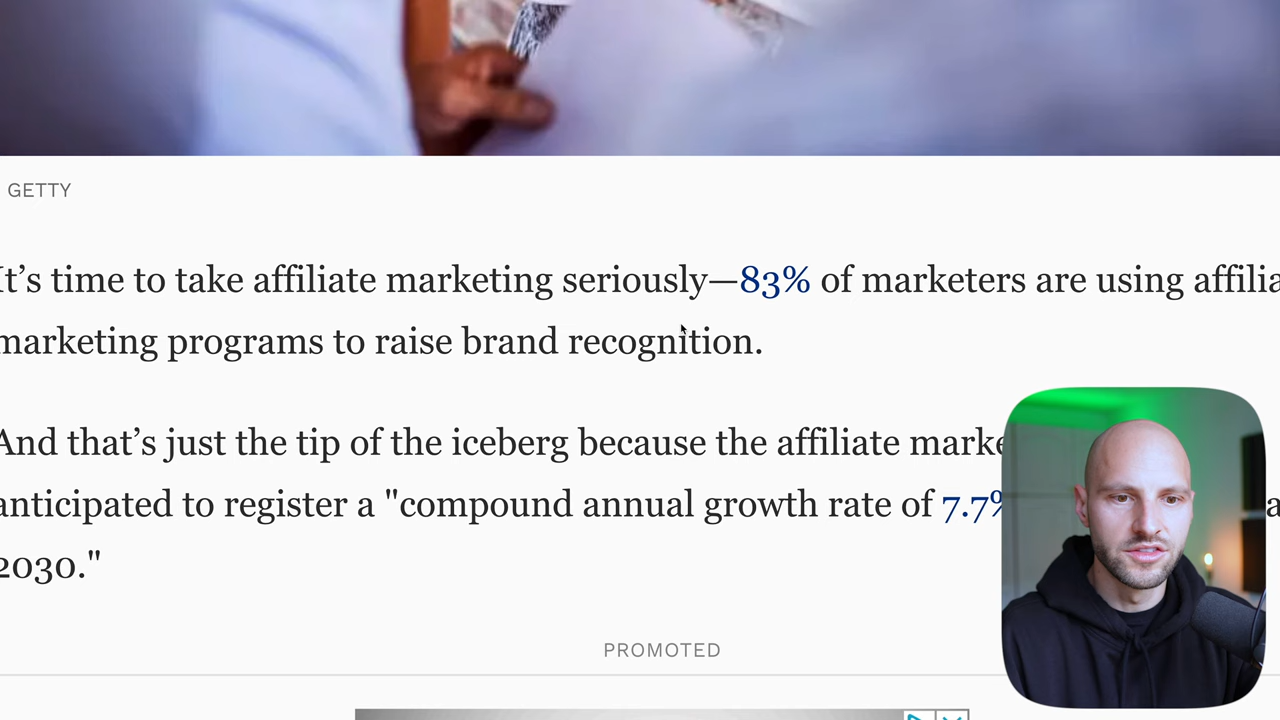 GETTY
It’s time to take affiliate marketing seriously—83% of marketers are using
marketing programs to raise brand recognition.
And that’s just the tip of the iceberg because the affiliate
anticipated to register a "compound annual growth rate of 7.7%
2030."
PROMOTED